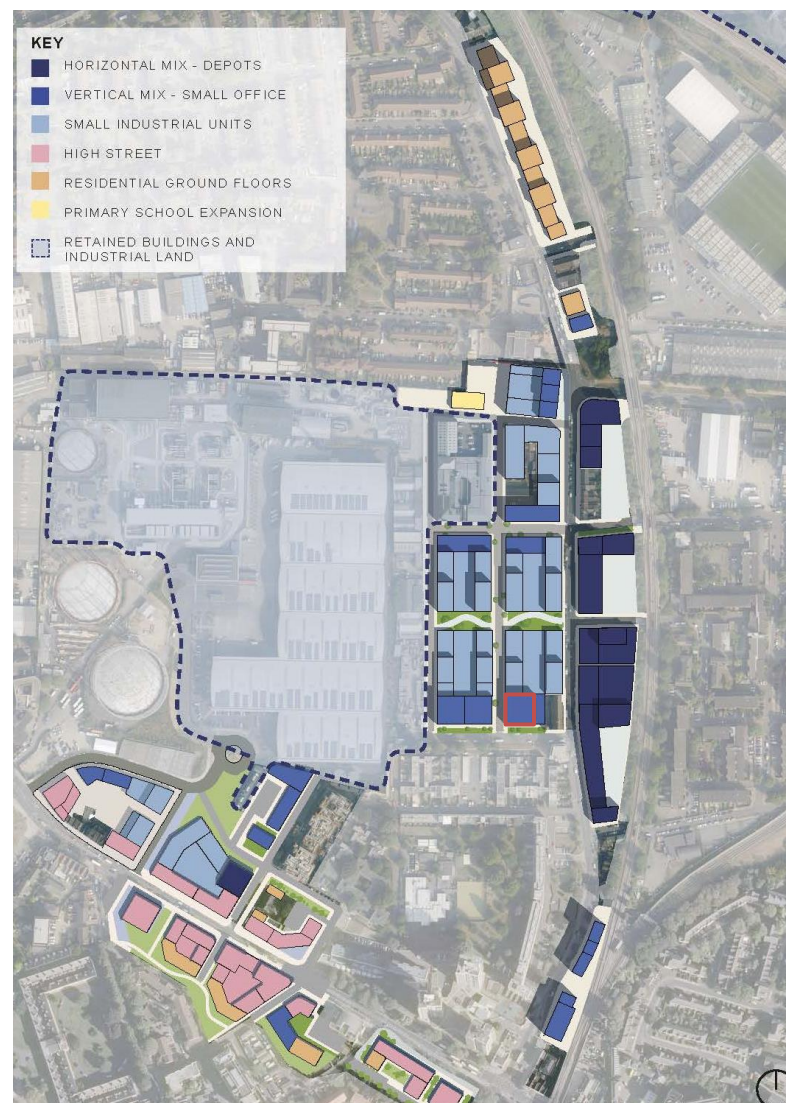 KEY
HORIZONTAL MIX - DEPOTS
VERTICAL MIX - SMALL OFFICE
SMALL INDUSTRIAL UNITS
HIGH STREET
RESIDENTIAL GROUND FLOORS
PRIMARY SCHOOL EXPANSION
RETAINED BUILDINGS AND
INDUSTRIAL LAND